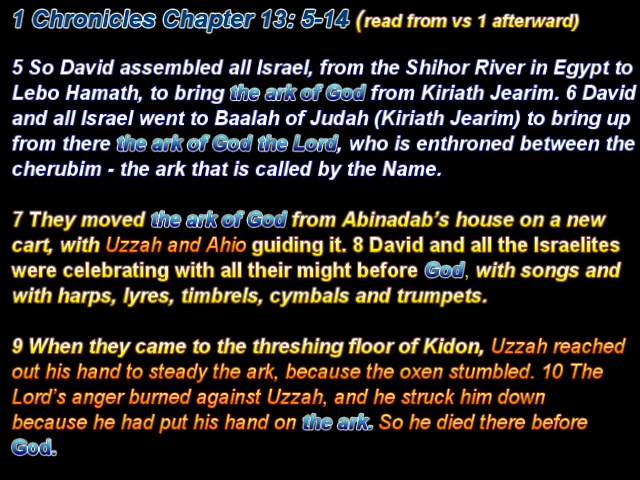 1 Chronicles Chapter 13: 5-14 (read from vs 1 afterward)
5 So David assembled all Israel, from the Shihor River in Egypt to
Lebo Hamath, to bring the ark of God from Kiriath Jearim. 6 David
and all Israel went to Baalah of Judah (Kiriath Jearim) to bring up
from there the ark of God the Lord, who is enthroned between the
cherubim - the ark that is called by the Name.
7 They moved the ark of God from Abinadab's house on a new
cart, with Uzzah and Ahio guiding it. 8 David and all the Israelites
were celebrating with all their might before God, with songs and
with harps, lyres, timbrels, cymbals and trumpets.
9 When they came to the threshing floor of Kidon, Uzzah reached
out his hand to steady the ark, because the oxen stumbled. 10 The
Lord's anger burned against Uzzah, and he struck him down
because he had put his hand on the ark. So he died there before
God.